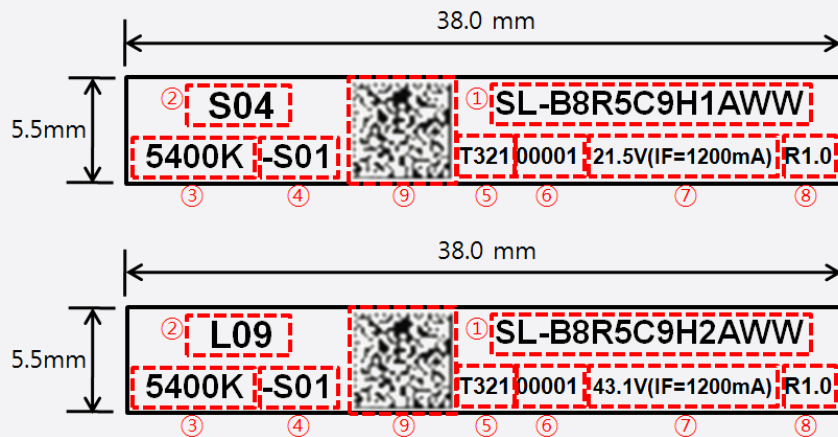 38.0 mm
5.5mm
② S04
① SL-B8R5C9H1AWW
5400K -S01
T321 00001 21.5V(IF=1200mA) R1.0
③ ④ ⑨ ⑤ ⑥ ⑦ ⑧
38.0 mm
5.5mm
② L09
① SL-B8R5C9H2AWW
5400K -S01
T321 00001 43.1V(IF=1200mA) R1.0
③ ④ ⑨ ⑤ ⑥ ⑦ ⑧